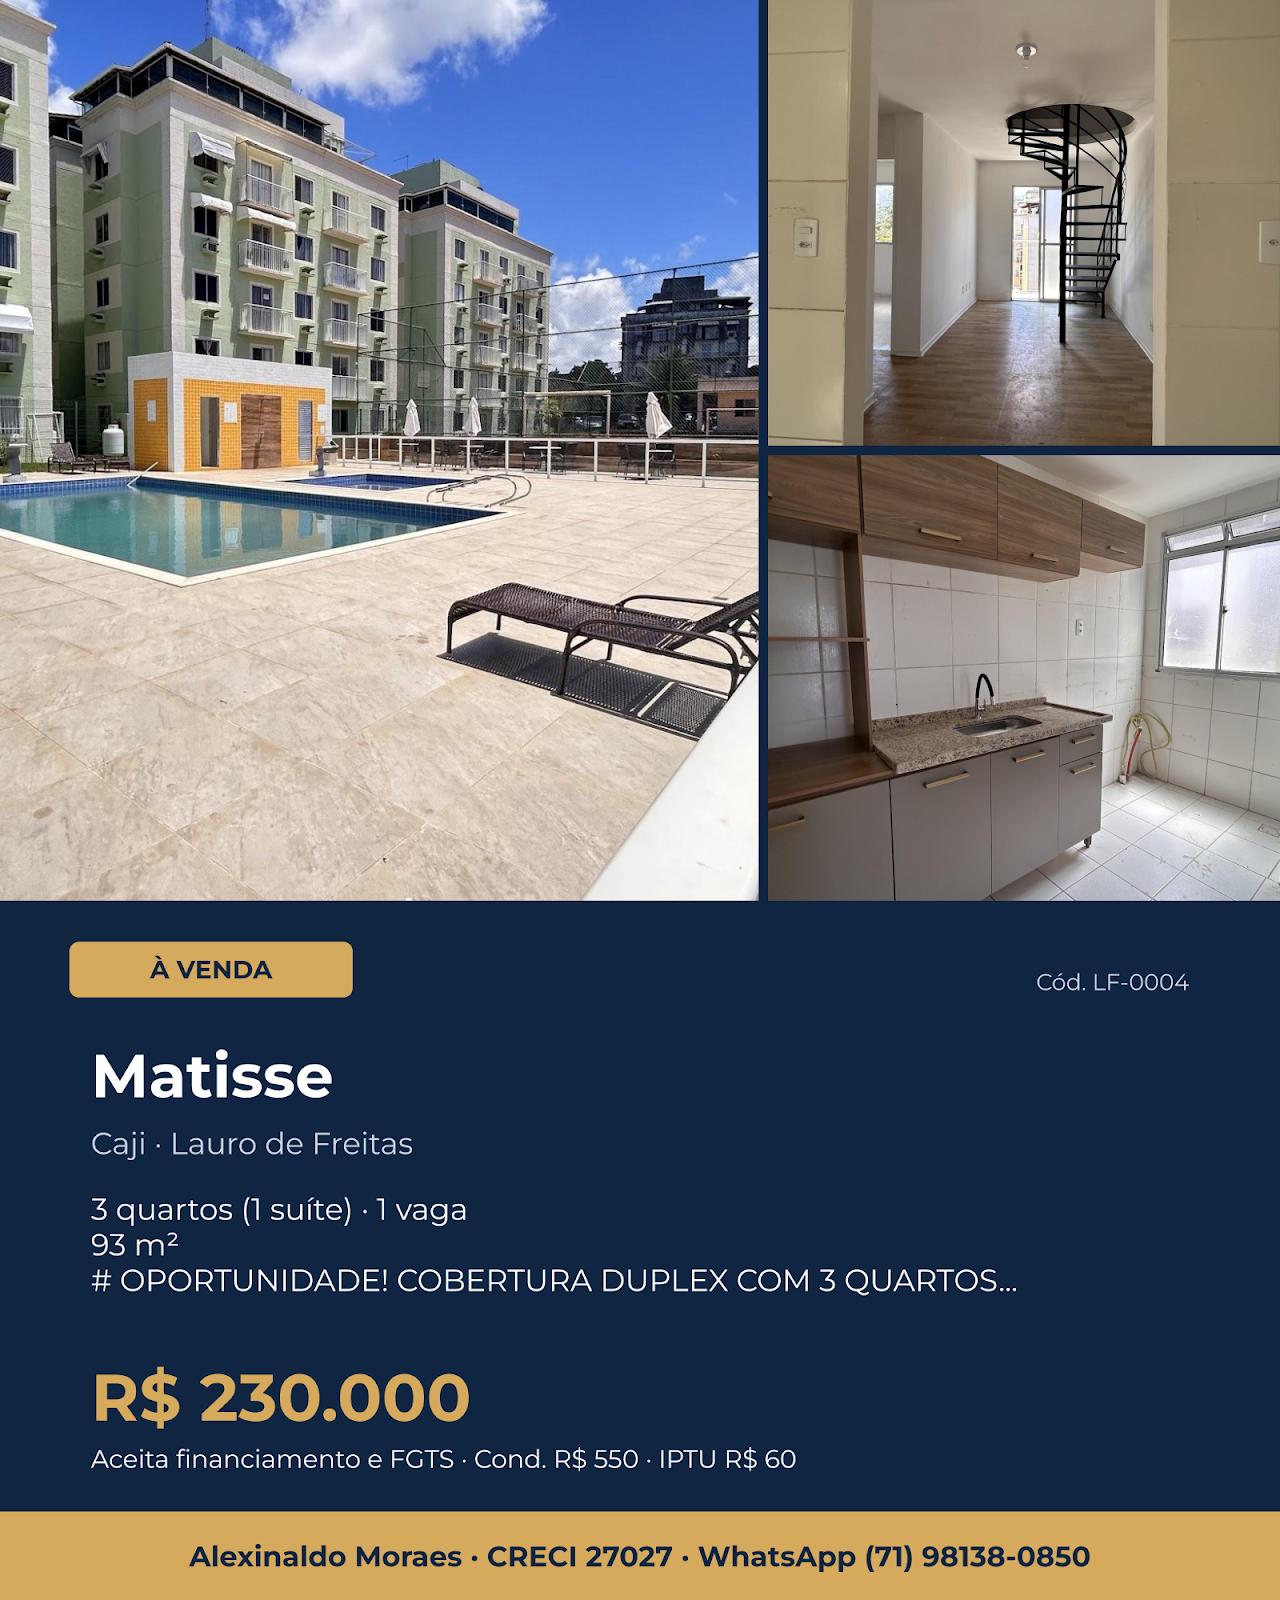 À VENDA
Cód. LF-0004
Matisse
Caji · Lauro de Freitas
3 quartos (1 suíte) · 1 vaga
93 m²
# OPORTUNIDADE! COBERTURA DUPLEX COM 3 QUARTOS...
R$ 230.000
Aceita financiamento e FGTS · Cond. R$ 550 · IPTU R$ 60
Alexinaldo Moraes · CRECI 27027 · WhatsApp (71) 98138-0850